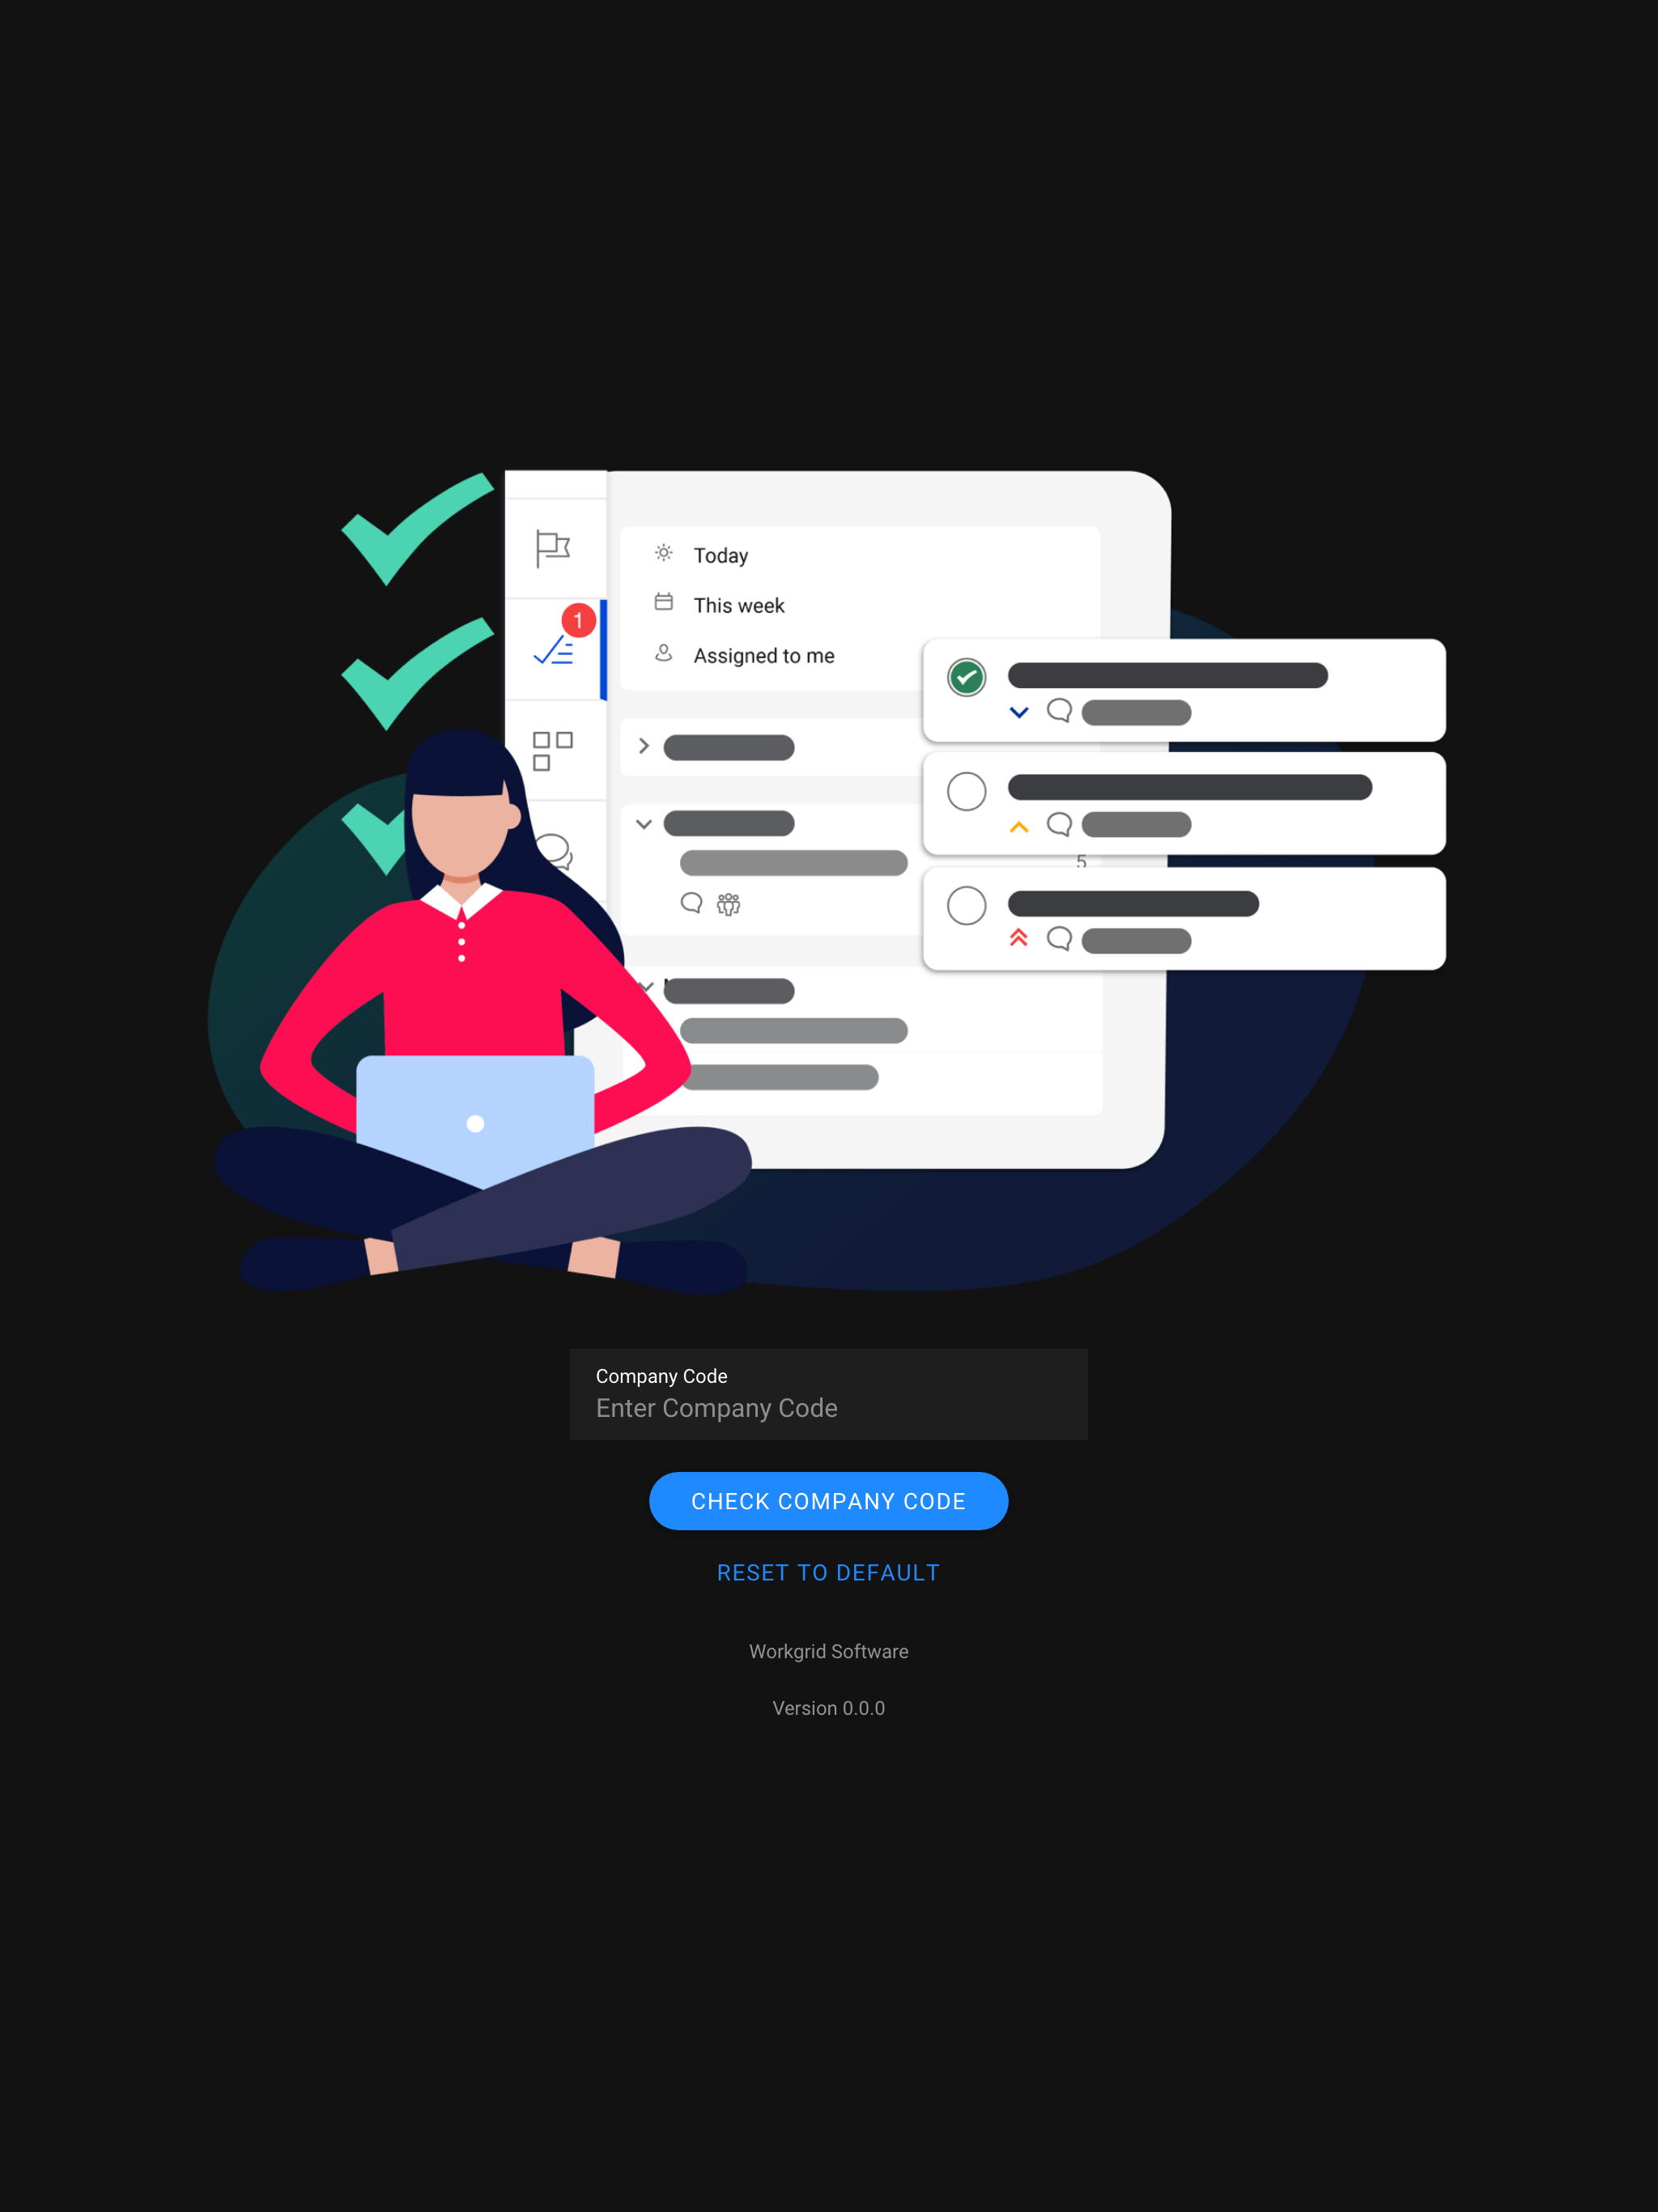 1
Today
This week
Assigned to me
5
Company Code
Enter Company Code
CHECK COMPANY CODE
RESET TO DEFAULT
Workgrid Software
Version 0.0.0